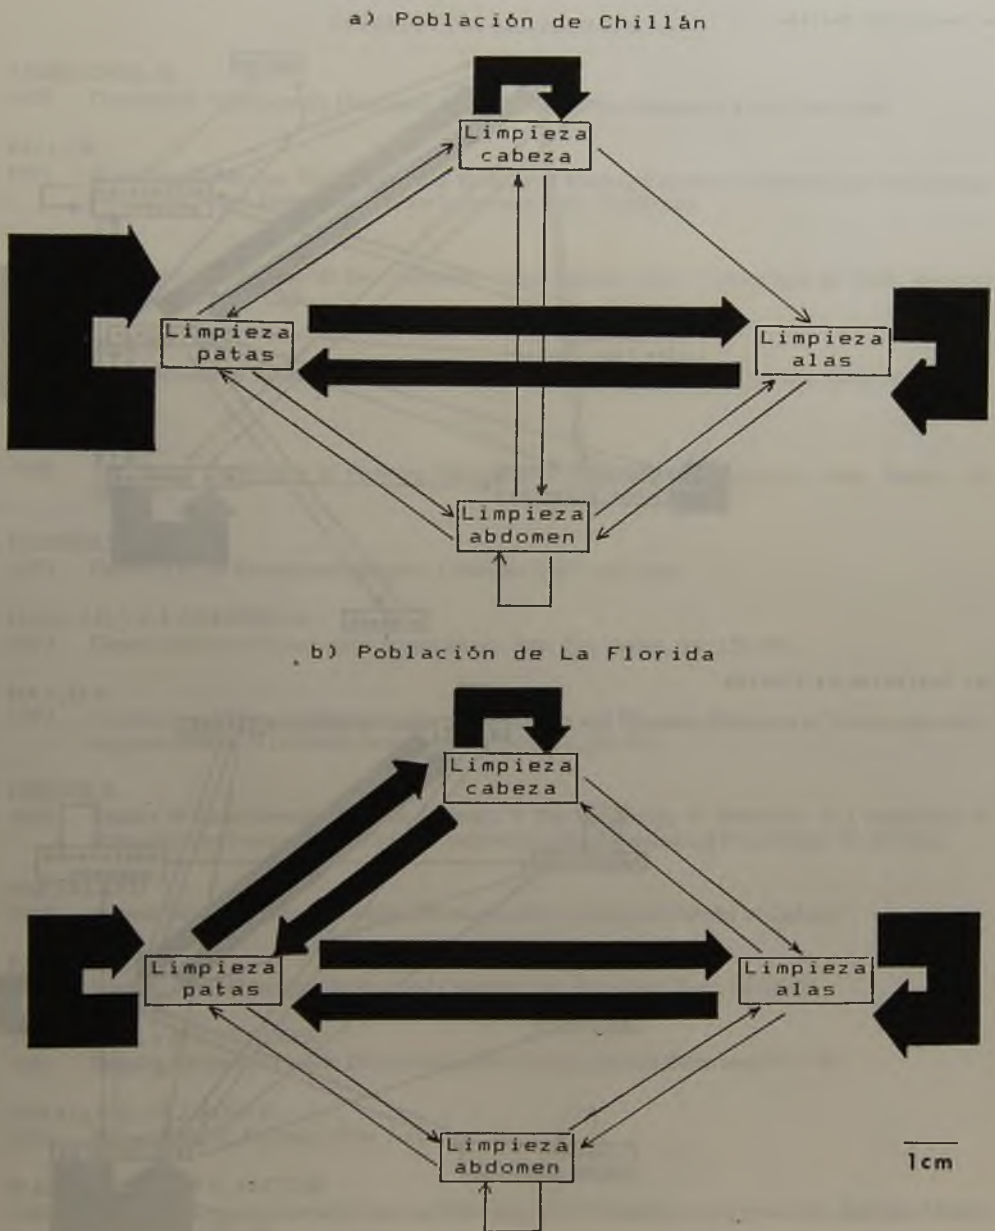 a) Población de Chillán
Limpieza
cabeza
Limpieza
patas
Limpieza
alas
Limpieza
abdomen
b) Población de La Florida
Limpieza
cabeza
Limpieza
patas
Limpieza
alas
Limpieza
abdomen
1cm